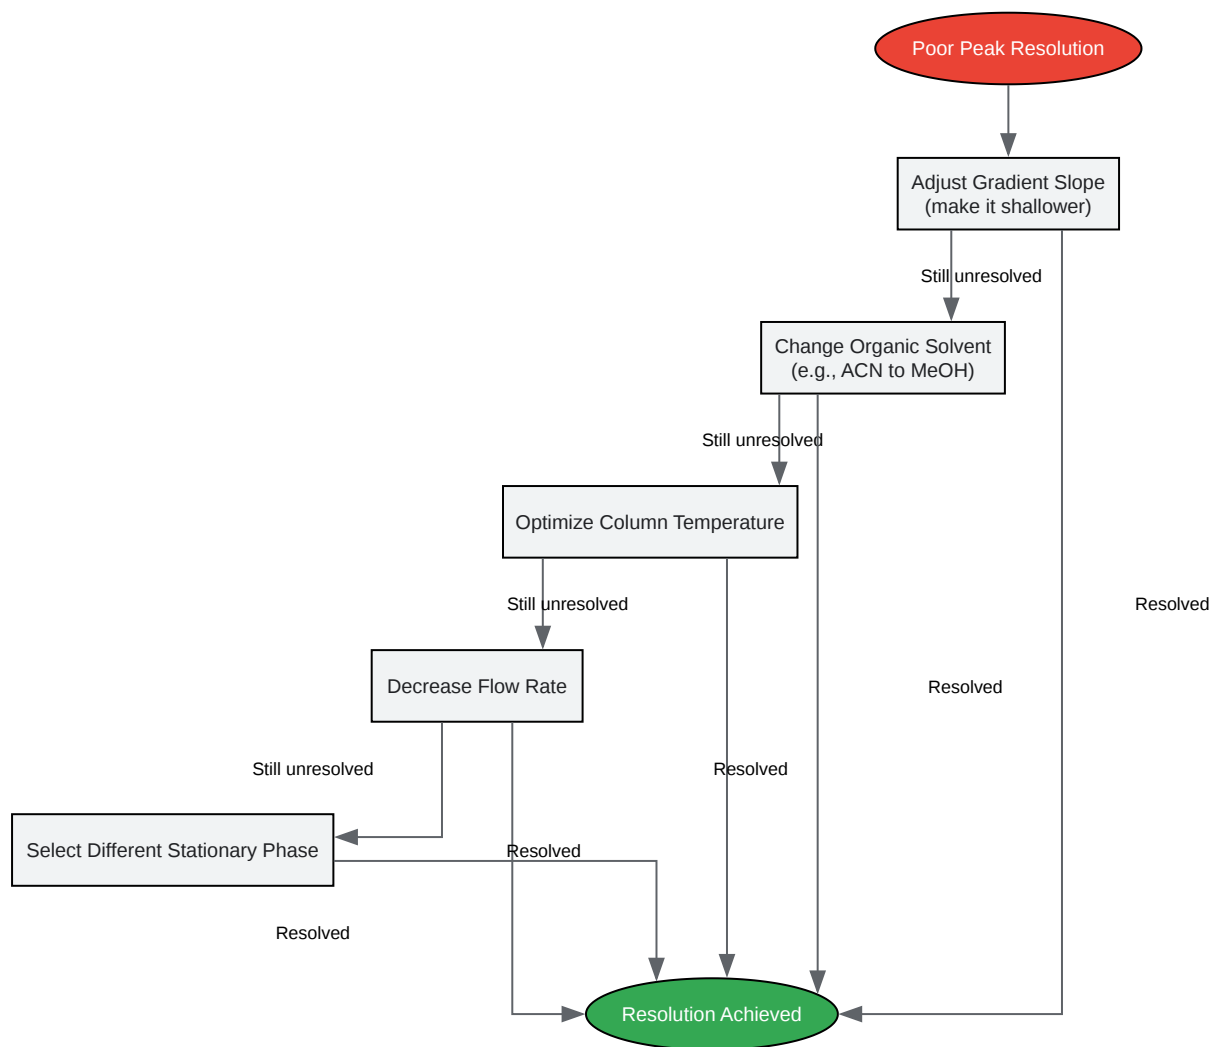 Poor Peak Resolution
Adjust Gradient Slope
(make it shallower)
Still unresolved
Change Organic Solvent
(e.g., ACN to MeOH)
Still unresolved
Optimize Column Temperature
Still unresolved
Resolved
Decrease Flow Rate
Resolved
Still unresolved
Resolved
Select Different Stationary Phase
Resolved
Resolved
Resolution Achieved